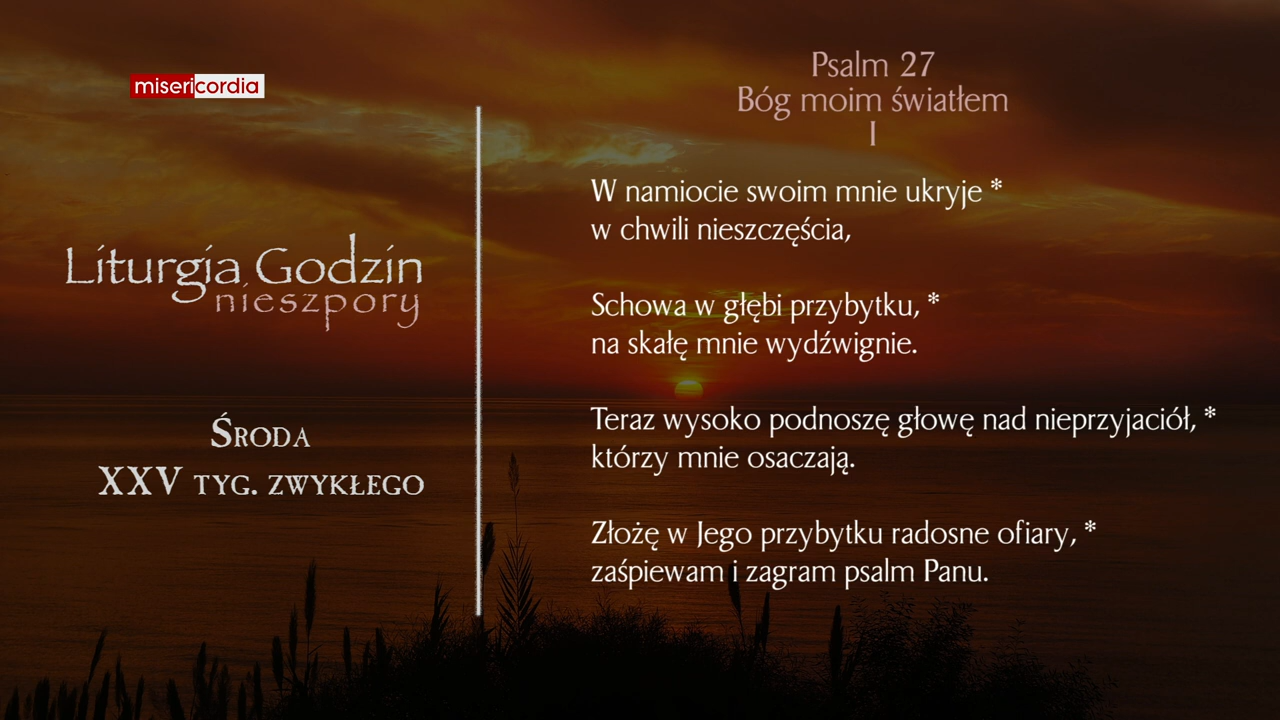 misericordia
Liturgia Godzin
nieszpory
Środa
XXV tyg. zwykłego
Psalm 27
Bóg moim światłem
I
W namiocie swoim mnie ukryje *
w chwili nieszczęścia,
Schowa w głębi przybytku, *
na skałę mnie wydźwignie.
Teraz wysoko podnoszę głowę nad nieprzyjaciół, *
którzy mnie osaczają.
Złożę w Jego przybytku radosne ofiary, *
zaśpiewam i zagram psalm Panu.